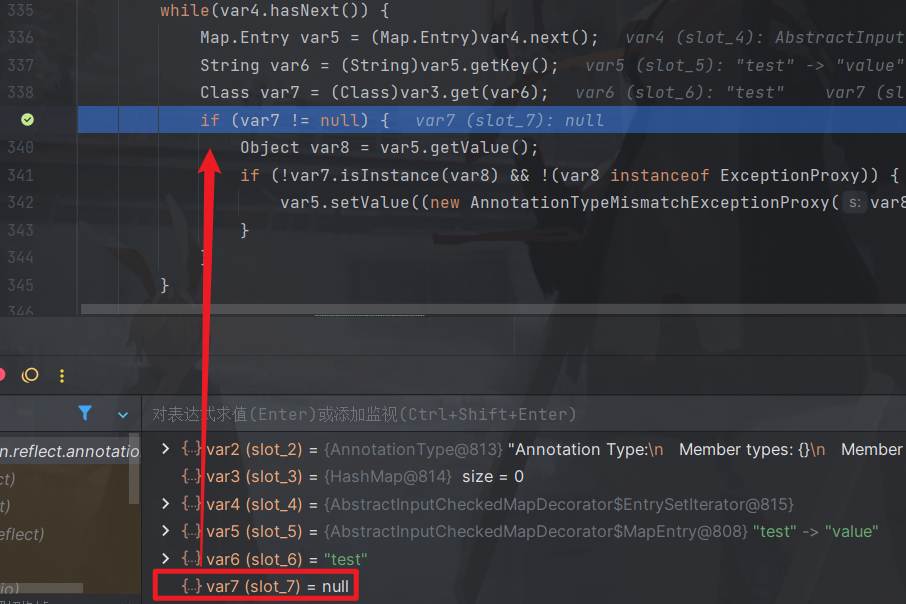 335 while(var4.hasNext()) {
336 Map.Entry var5 = (Map.Entry)var4.next(); var4 (slot_4): AbstractInput
337 String var6 = (String)var5.getKey(); var5 (slot_5): "test" -> "value"
338 Class var7 = (Class)var3.get(var6); var6 (slot_6): "test" var7 (sl
if (var7 != null) { var7 (slot_7): null
340 Object var8 = var5.getValue();
341 if (!var7.isInstance(var8) && !(var8 instanceof ExceptionProxy)) {
342 var5.setValue((new AnnotationTypeMismatchExceptionProxy( s: var8
343 }
344 }
345 }
346
对表达式求值(Enter)或添加监视(Ctrl+Shift+Enter)
n.reflect.annotatio
ct)
t)
eflect)
io)
{...} var2 (slot_2) = {AnnotationType@813} "Annotation Type:\n Member types: {}\n Member
{...} var3 (slot_3) = {HashMap@814} size = 0
{...} var4 (slot_4) = {AbstractInputCheckedMapDecorator$EntrySetIterator@815}
{...} var5 (slot_5) = {AbstractInputCheckedMapDecorator$MapEntry@808} "test" -> "value"
{...} var6 (slot_6) = "test"
{...} var7 (slot_7) = null